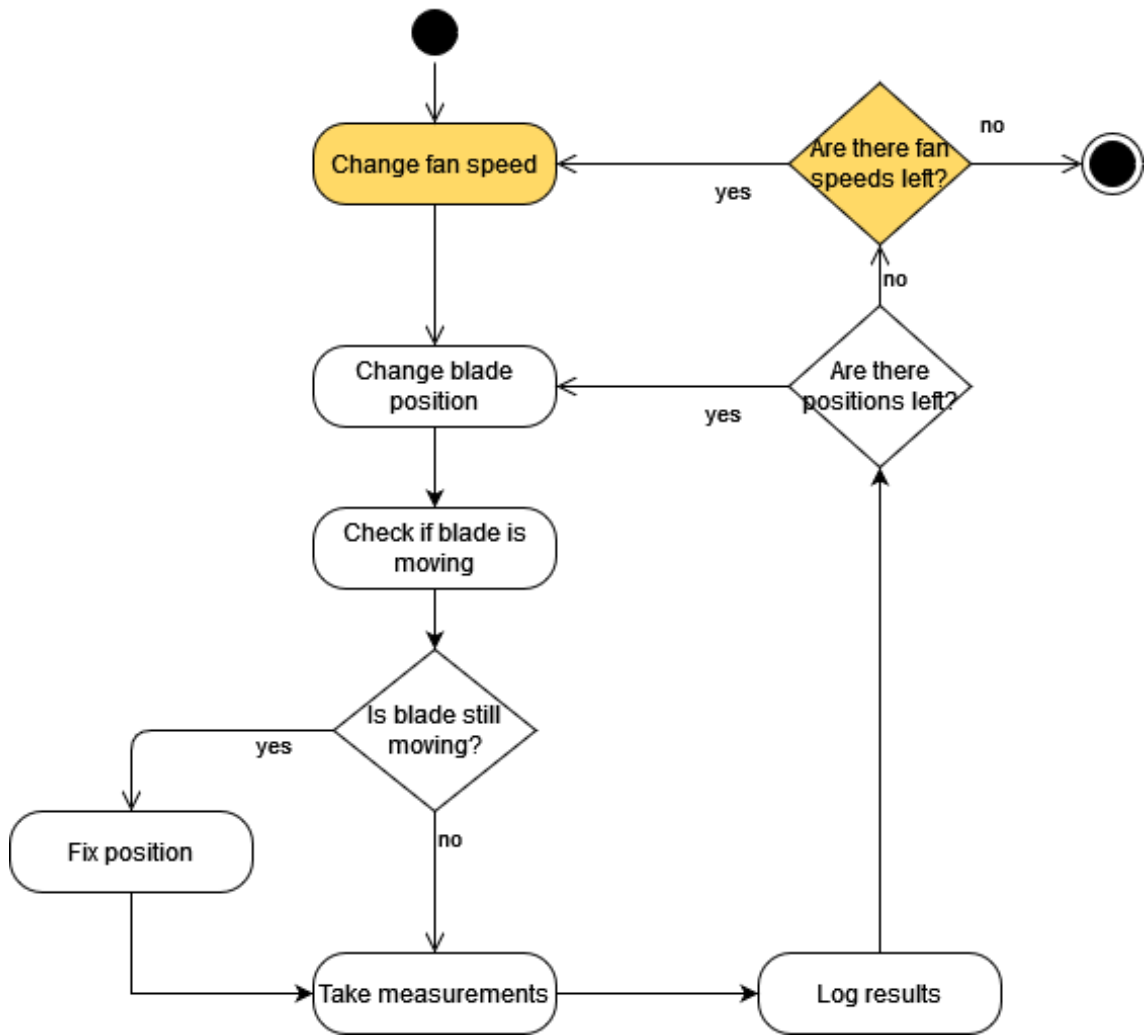 Change fan speed
Are there fan
speeds left?
no
yes
no
Change blade
position
Are there
positions left?
yes
Check if blade is
moving
Is blade still
moving?
yes
no
Fix position
Take measurements
Log results